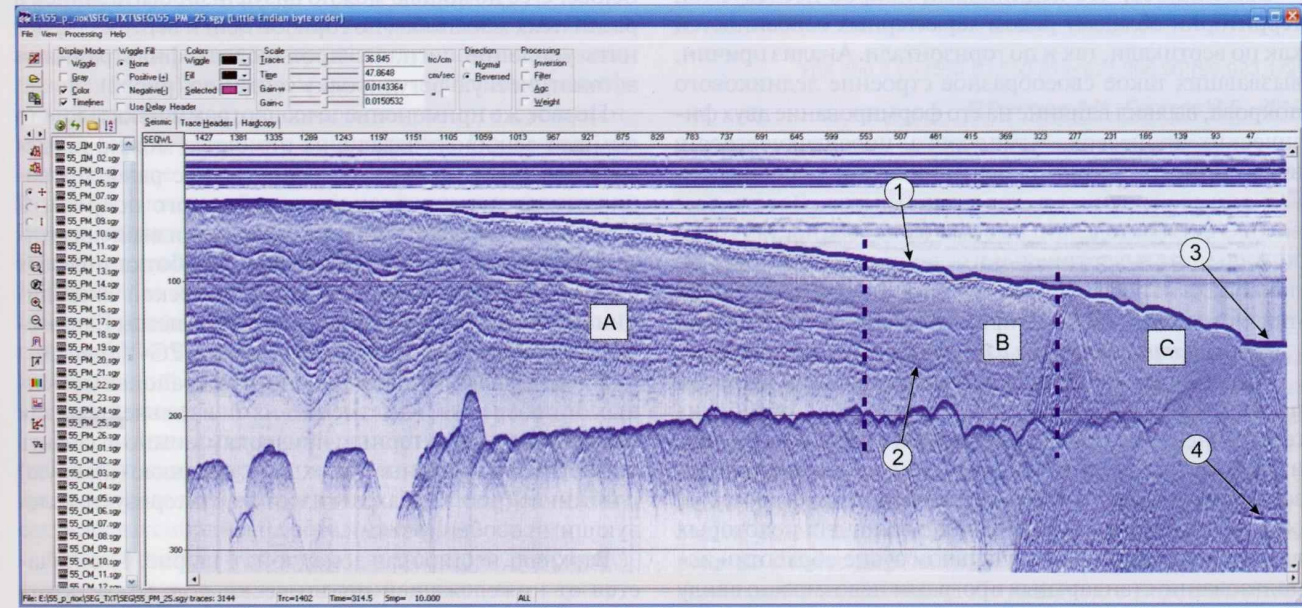 E:\55_р_лок\SEG_TXT\SEG\55_PM_25.sgy (Little Endian byte order)
File View Processing Help
Display Mode Wiggle Fill Colors Scale Direction Processing
Wiggle None Wiggle Traces 36.845 trc/cm Normal Inversion
Gray Positive (+) Fill Time 47.8648 cm/sec Reversed Filter
Color Negative(-) Selected Gain-w 0.0143364 Agc
Timelines Use Delay Header Gain-c 0.0150532 Weight
1
Seismic Trace Headers Hardcopy
SEQWL 1427 1381 1335 1289 1243 1197 1151 1105 1059 1013 967 921 875 829 783 737 691 645 599 553 507 461 415 369 323 277 231 185 139 93 47
55_ПМ_01.sgy
55_ПМ_02.sgy
55_PM_01.sgy
55_PM_05.sgy
55_PM_07.sgy
55_PM_08.sgy
55_PM_09.sgy
55_PM_10.sgy
55_PM_11.sgy
55_PM_12.sgy
55_PM_13.sgy
55_PM_14.sgy
55_PM_15.sgy
55_PM_16.sgy
55_PM_17.sgy
55_PM_18.sgy
55_PM_19.sgy
55_PM_20.sgy
55_PM_21.sgy
55_PM_22.sgy
55_PM_23.sgy
55_PM_24.sgy
55_PM_25.sgy
55_PM_26.sgy
55_CM_01.sgy
55_CM_02.sgy
55_CM_03.sgy
55_CM_04.sgy
55_CM_05.sgy
55_CM_06.sgy
55_CM_07.sgy
55_CM_08.sgy
55_CM_09.sgy
55_CM_10.sgy
55_CM_11.sgy
55_CM_12.sgy
100
200
300
1
3
A
B
C
2
4
File: E:\55_р_лок\SEG_TXT\SEG\55_PM_25.sgy traces: 3144 Trc=1402 Time=314.5 Smp= 10.000 ALL